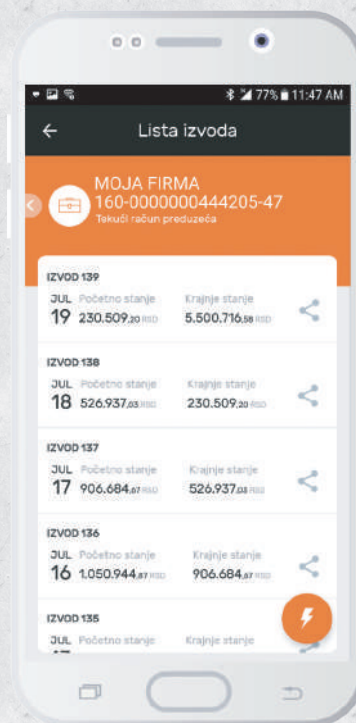 77% 11:47 AM
Lista izvoda
MOJA FIRMA
160-0000000444205-47
Tekući račun preduzeća
IZVOD 139
JUL Početno stanje Krajnje stanje
19 230.509,20 RSD 5.500.716,58 RSD
IZVOD 138
JUL Početno stanje Krajnje stanje
18 526.937,03 RSD 230.509,20 RSD
IZVOD 137
JUL Početno stanje Krajnje stanje
17 906.684,67 RSD 526.937,03 RSD
IZVOD 136
JUL Početno stanje Krajnje stanje
16 1.050.944,87 RSD 906.684,67 RSD
IZVOD 135
JUL Početno stanje Krajnje stanje